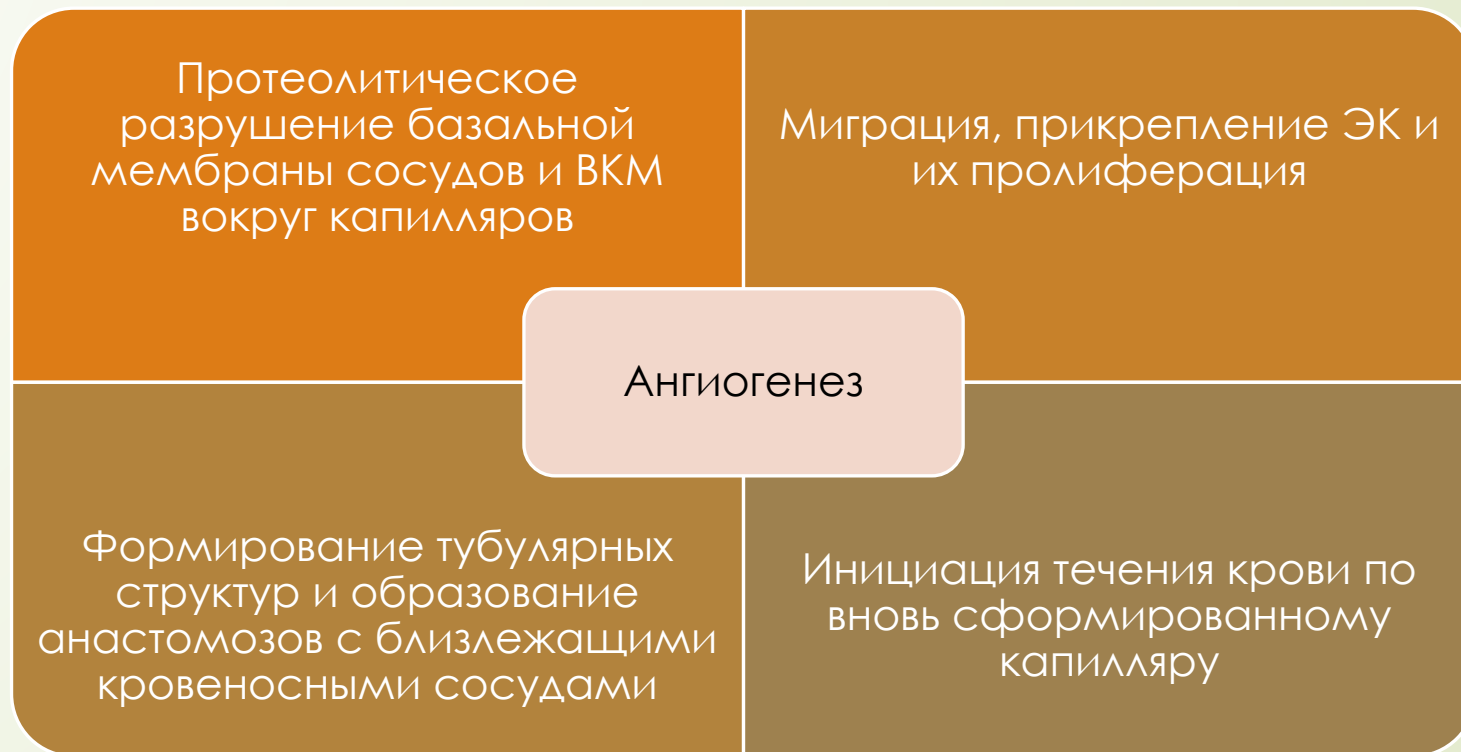 Протеолитическое
разрушение базальной
мембраны сосудов и ВКМ
вокруг капилляров
Миграция, прикрепление ЭК и
их пролиферация
Ангиогенез
Формирование тубулярных
структур и образование
анастомозов с близлежащими
кровеносными сосудами
Инициация течения крови по
вновь сформированному
капилляру